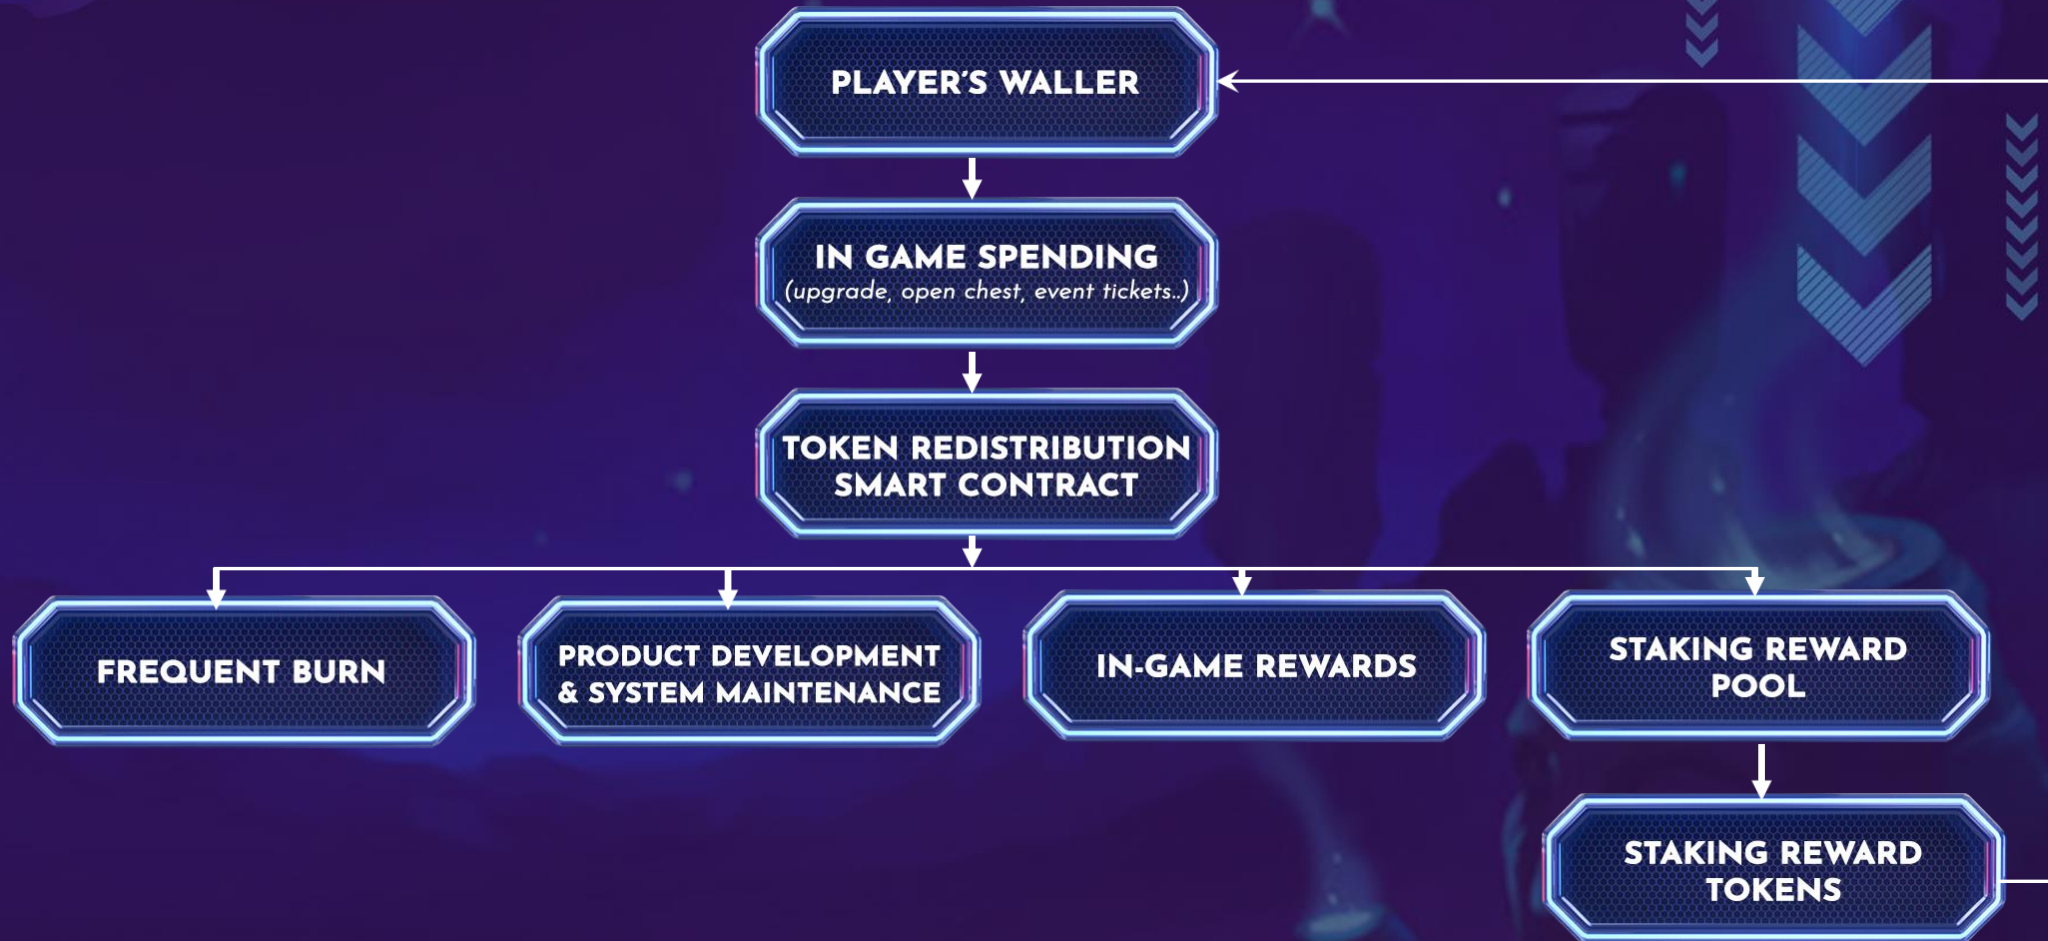 PLAYER'S WALLER
IN GAME SPENDING
(upgrade, open chest, event tickets..)
TOKEN REDISTRIBUTION
SMART CONTRACT
FREQUENT BURN
PRODUCT DEVELOPMENT
& SYSTEM MAINTENANCE
IN-GAME REWARDS
STAKING REWARD
POOL
STAKING REWARD
TOKENS